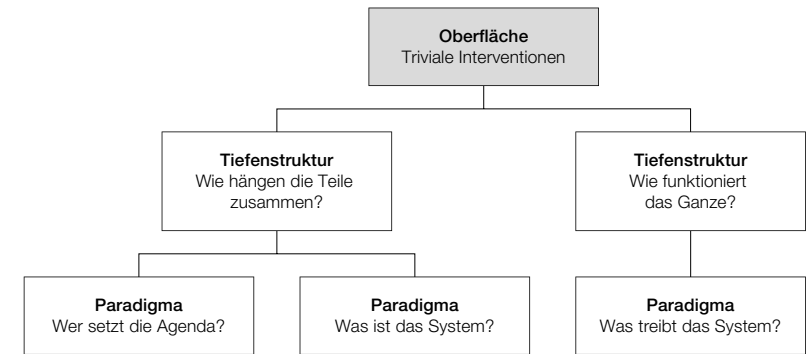 Oberfläche
Triviale Interventionen
Tiefenstruktur
Wie hängen die Teile
zusammen?
Tiefenstruktur
Wie funktioniert
das Ganze?
Paradigma
Wer setzt die Agenda?
Paradigma
Was ist das System?
Paradigma
Was treibt das System?